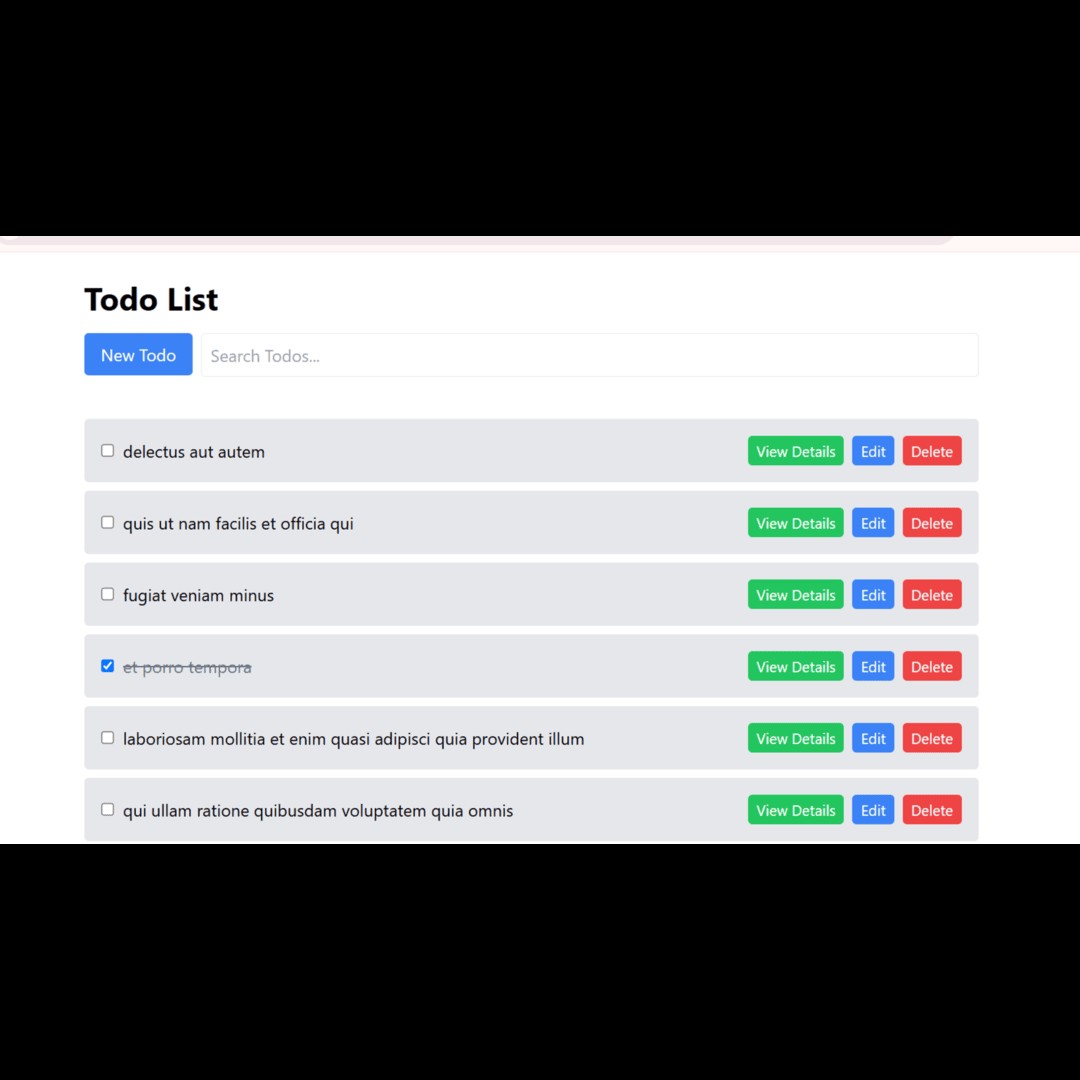 Todo List
New Todo Search Todos...
delectus aut autem View Details Edit Delete
quis ut nam facilis et officia qui View Details Edit Delete
fugiat veniam minus View Details Edit Delete
et porro tempora View Details Edit Delete
laboriosam mollitia et enim quasi adipisci quia provident illum View Details Edit Delete
qui ullam ratione quibusdam voluptatem quia omnis View Details Edit Delete